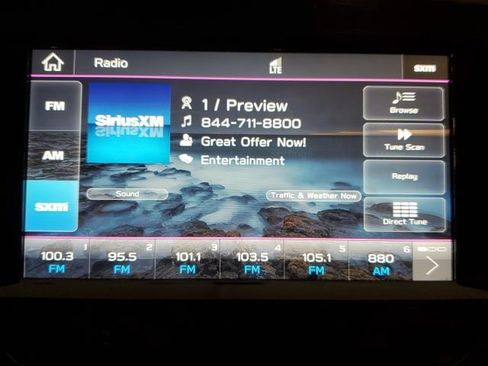 Radio
LTE
sxm
FM
AM
sxm
SiriusXM
1 / Preview
844-711-8800
Great Offer Now!
Entertainment
Browse
Tune Scan
Replay
Direct Tune
Sound
Traffic & Weather Now
1
100.3
FM
2
95.5
FM
3
101.1
FM
4
103.5
FM
5
105.1
FM
6
880
AM